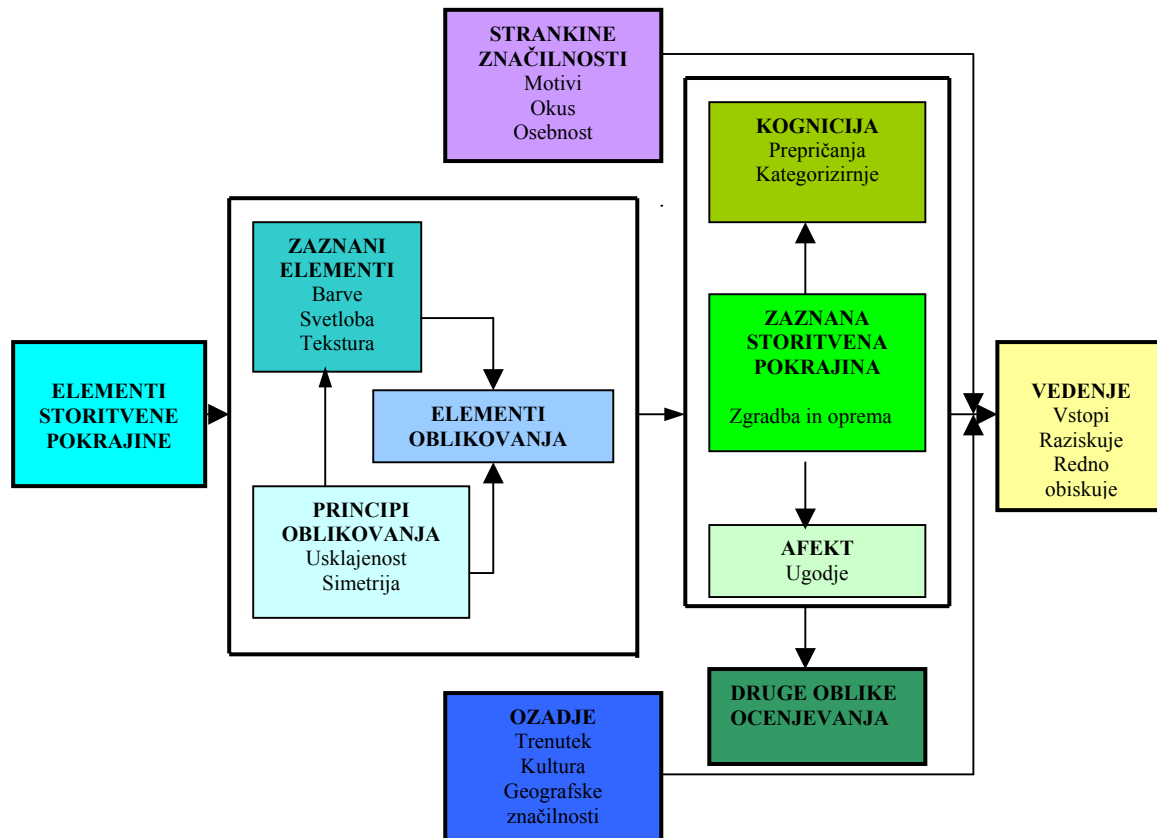 STRANKINE
ZNAČILNOSTI
Motivi
Okus
Osebnost
KOGNICIJA
Prepričanja
Kategorizirnje
ZAZNANI
ELEMENTI
Barve
Svetloba
Tekstura
ZAZNANA
STORITVENA
POKRAJINA
Zgradba in oprema
ELEMENTI
STORITVENE
POKRAJINE
ELEMENTI
OBLIKOVANJA
VEDENJE
Vstopi
Raziskuje
Redno
obiskuje
PRINCIPI
OBLIKOVANJA
Usklajenost
Simetrija
AFEKT
Ugodje
DRUGE OBLIKE
OCENJEVANJA
OZADJE
Trenutek
Kultura
Geografske
značilnosti